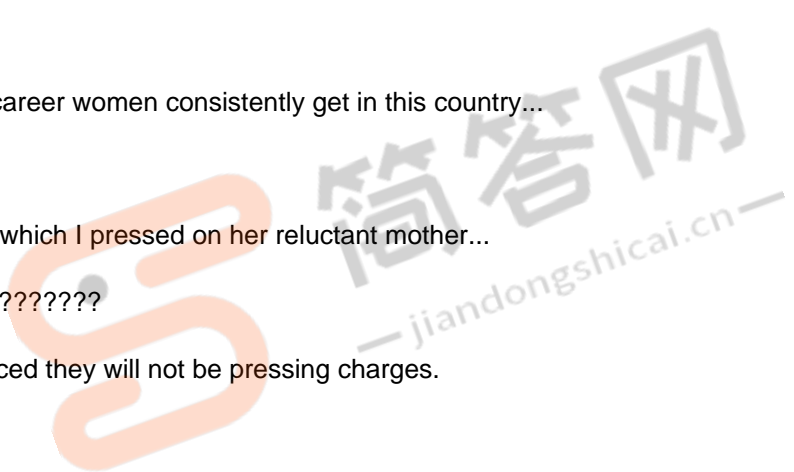 career women consistently get in this country...
which I pressed on her reluctant mother...
????????
ced they will not be pressing charges.
简答网
jiandongshicai.cn